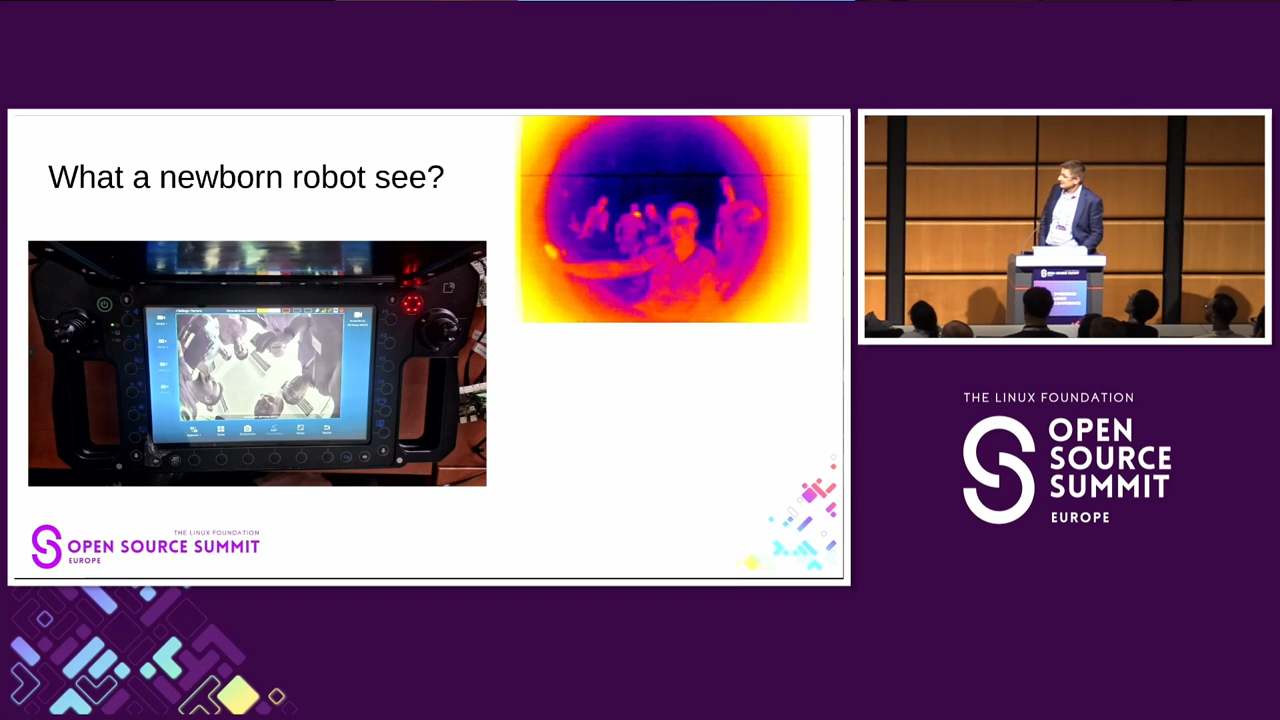 What a newborn robot see?
THE LINUX FOUNDATION
OPEN SOURCE SUMMIT
EUROPE
THE LINUX FOUNDATION
OPEN
SOURCE
SUMMIT
EUROPE